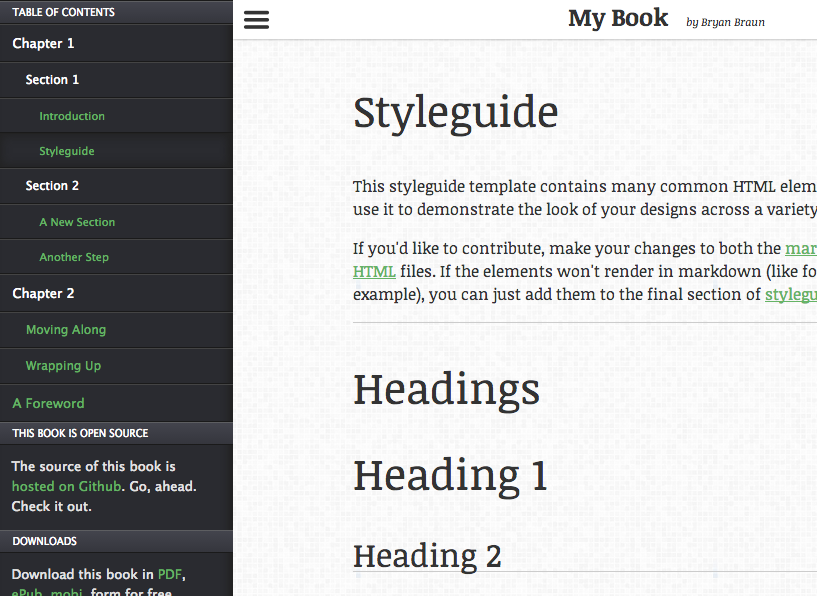 TABLE OF CONTENTS
Chapter 1
Section 1
Introduction
Styleguide
Section 2
A New Section
Another Step
Chapter 2
Moving Along
Wrapping Up
A Foreword
THIS BOOK IS OPEN SOURCE
The source of this book is
hosted on Github. Go, ahead.
Check it out.
DOWNLOADS
Download this book in PDF,
ePub, mobi, form for free.
My Book by Bryan Braun
Styleguide
This styleguide template contains many common HTML elem
use it to demonstrate the look of your designs across a variety
If you'd like to contribute, make your changes to both the mar
HTML files. If the elements won't render in markdown (like fo
example), you can just add them to the final section of stylegu
Headings
Heading 1
Heading 2